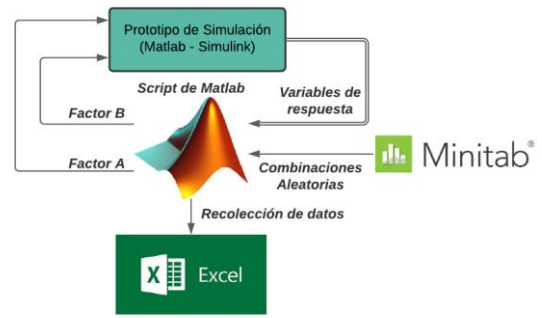 Prototipo de Simulación
(Matlab - Simulink)
Script de Matlab
Variables de
respuesta
Factor B
Factor A
Combinaciones
Aleatorias
Minitab®
Recolección de datos
X Excel